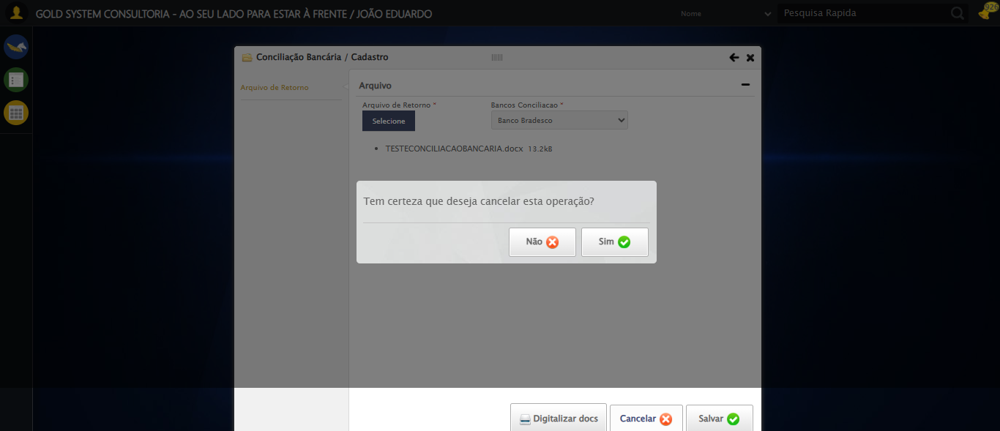 GOLD SYSTEM CONSULTORIA - AO SEU LADO PARA ESTAR À FRENTE / JOÃO EDUARDO
Nome
Pesquisa Rapida
926
Conciliação Bancária / Cadastro
Arquivo de Retorno
Arquivo
Arquivo de Retorno *
Bancos Conciliacao *
Selecione
Banco Bradesco
• TESTECONCILIACAOBANCARIA.docx 13.2kB
Tem certeza que deseja cancelar esta operação?
Não
Sim
Digitalizar docs
Cancelar
Salvar